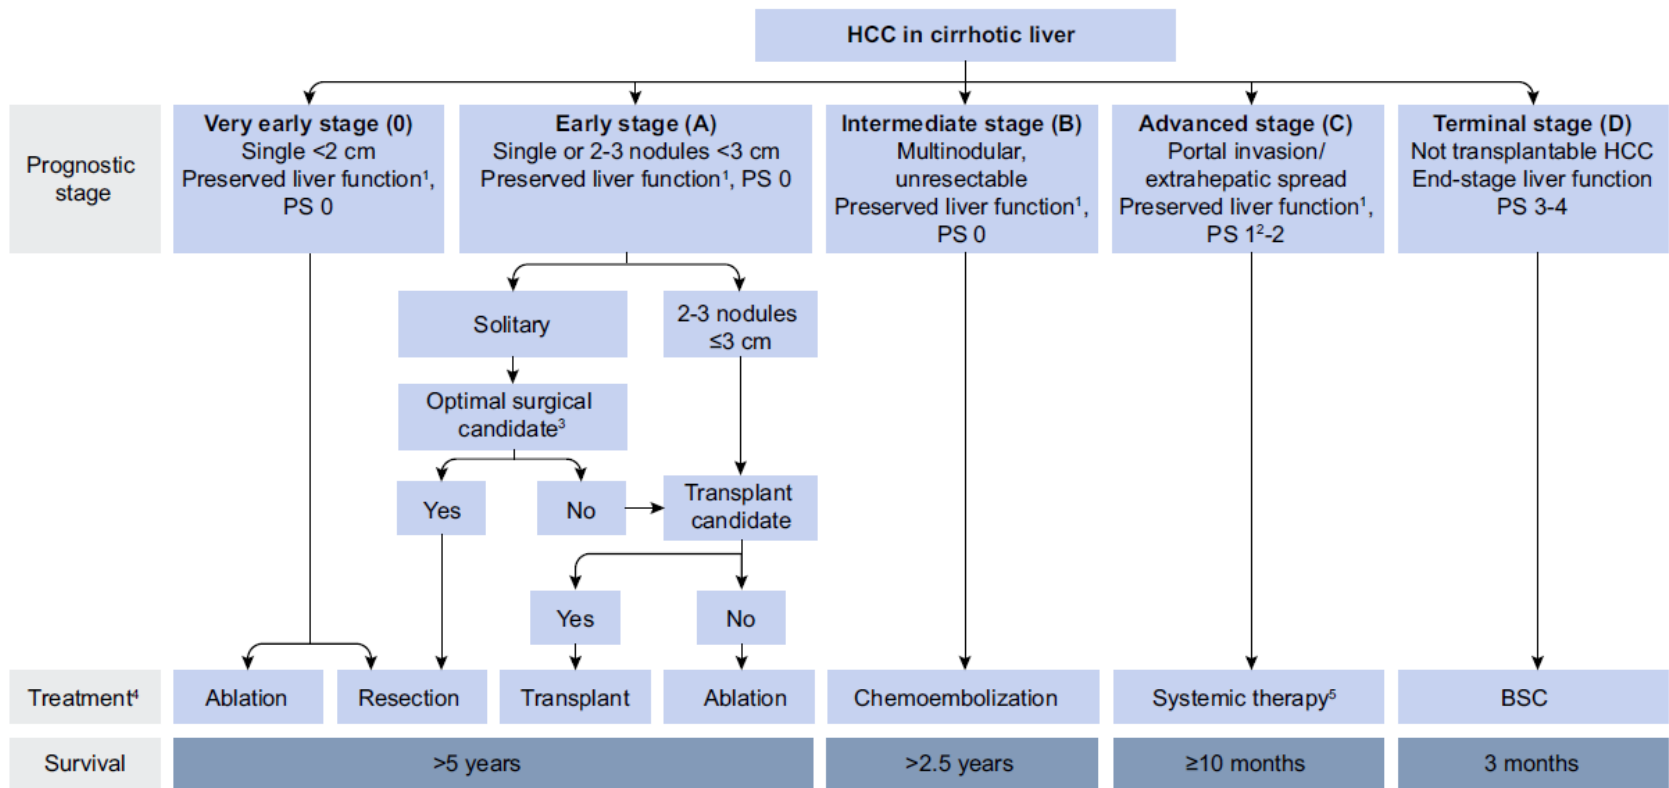 HCC in cirrhotic liver
Prognostic
stage
Very early stage (0)
Single <2 cm
Preserved liver function¹,
PS 0
Early stage (A)
Single or 2-3 nodules <3 cm
Preserved liver function¹, PS 0
Intermediate stage (B)
Multinodular,
unresectable
Preserved liver function¹,
PS 0
Advanced stage (C)
Portal invasion/
extrahepatic spread
Preserved liver function¹,
PS 1²-2
Terminal stage (D)
Not transplantable HCC
End-stage liver function
PS 3-4
Solitary
2-3 nodules
≤3 cm
Optimal surgical
candidate³
Yes
No
Transplant
candidate
Yes
No
Treatment⁴
Ablation
Resection
Transplant
Ablation
Chemoembolization
Systemic therapy⁵
BSC
Survival
>5 years
>2.5 years
≥10 months
3 months